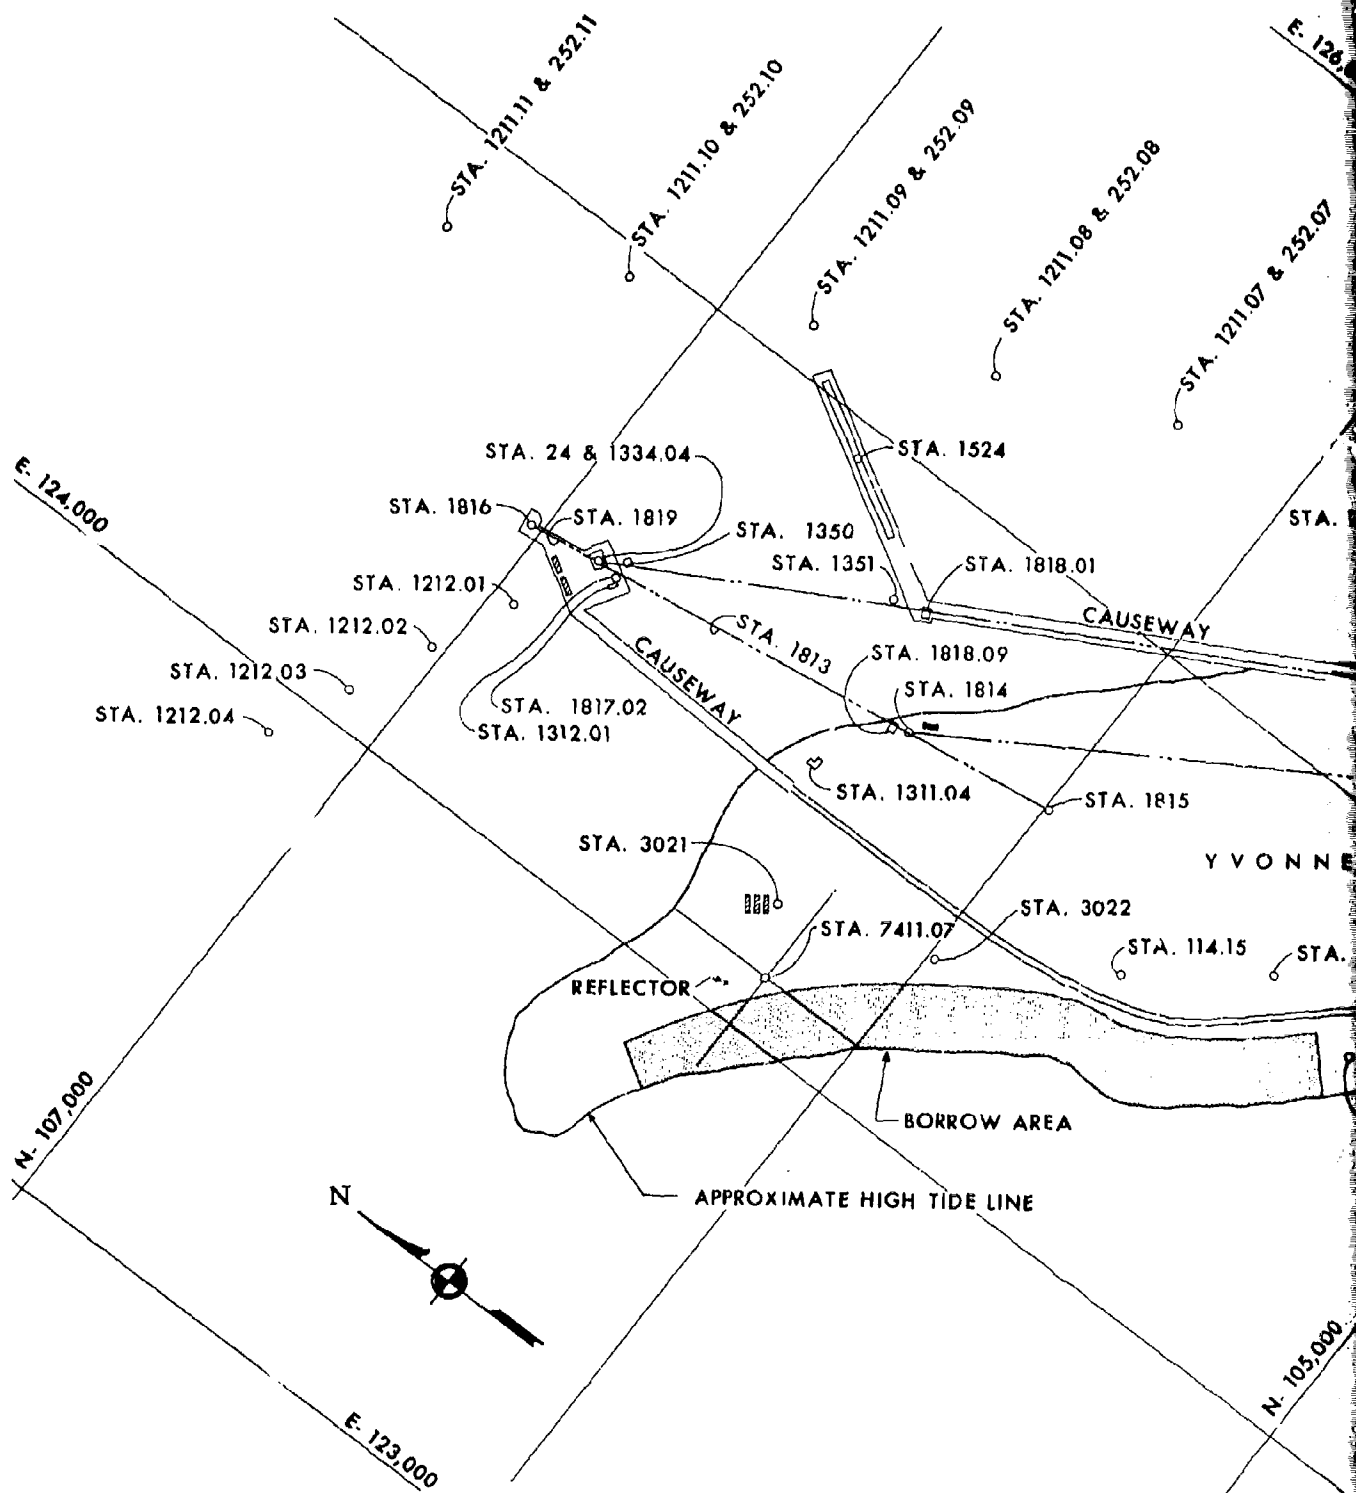 STA. 1211.11 & 252.11
STA. 1211.10 & 252.10
STA. 1211.09 & 252.09
STA. 1211.08 & 252.08
STA. 1211.07 & 252.07
E- 126,
E- 124,000
STA. 24 & 1334.04
STA. 1524
STA. 1816
STA. 1819
STA. 1350
STA.
STA. 1351
STA. 1818.01
STA. 1212.01
STA. 1212.02
STA. 1212.03
STA. 1212.04
CAUSEWAY
STA. 1813
CAUSEWAY
STA. 1818.09
STA. 1814
STA. 1817.02
STA. 1312.01
STA. 1311.04
STA. 1815
STA. 3021
YVONNE
STA. 3022
STA. 7411.07
STA. 114.15
STA.
REFLECTOR
N- 107,000
BORROW AREA
APPROXIMATE HIGH TIDE LINE
N
N- 105,000
E- 123,000